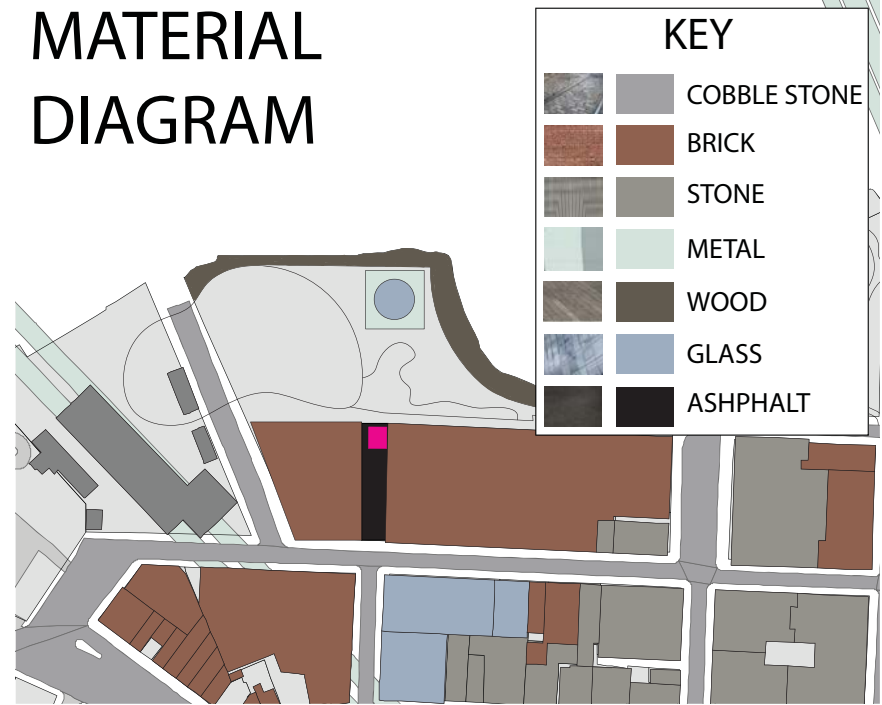 MATERIAL
DIAGRAM
KEY
COBBLE STONE
BRICK
STONE
METAL
WOOD
GLASS
ASHPHALT